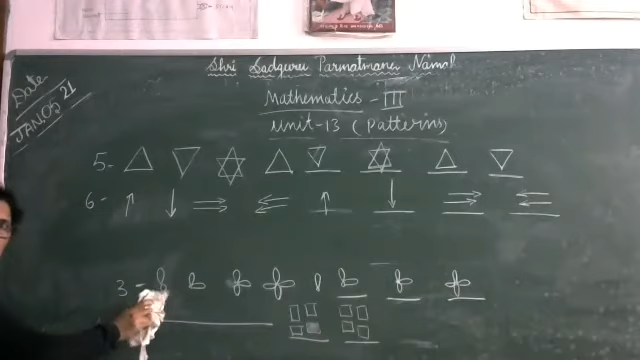 Shri Sadguru Parmatmane Namah
Date
JAN.05 21
Mathematics - III
Unit-13 (Patterns)
5-
6-
3-